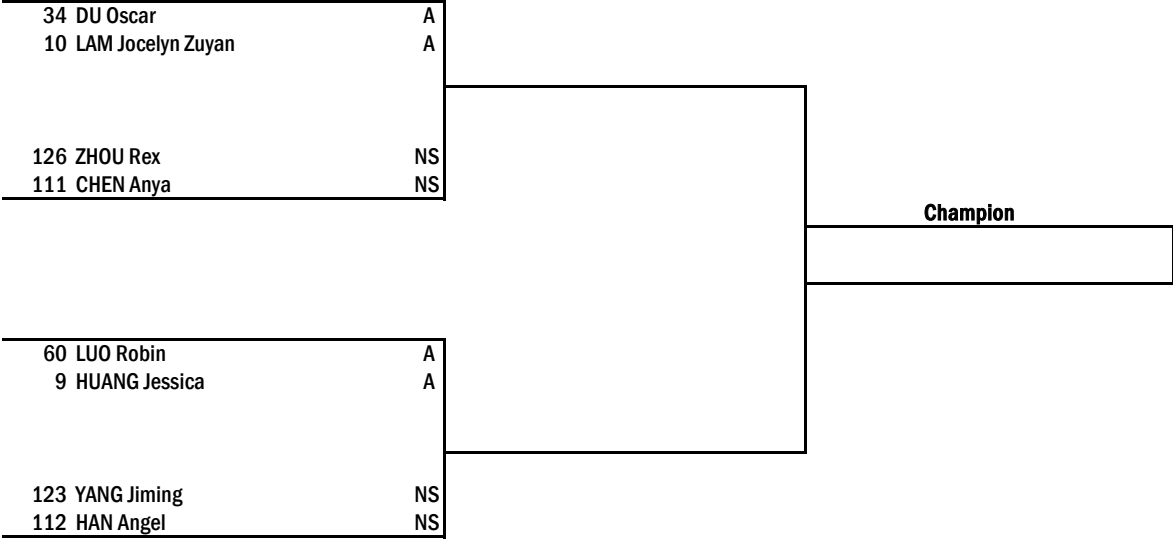 34 DU Oscar A
10 LAM Jocelyn Zuyan A
126 ZHOU Rex NS
111 CHEN Anya NS
Champion
60 LUO Robin A
9 HUANG Jessica A
123 YANG Jiming NS
112 HAN Angel NS